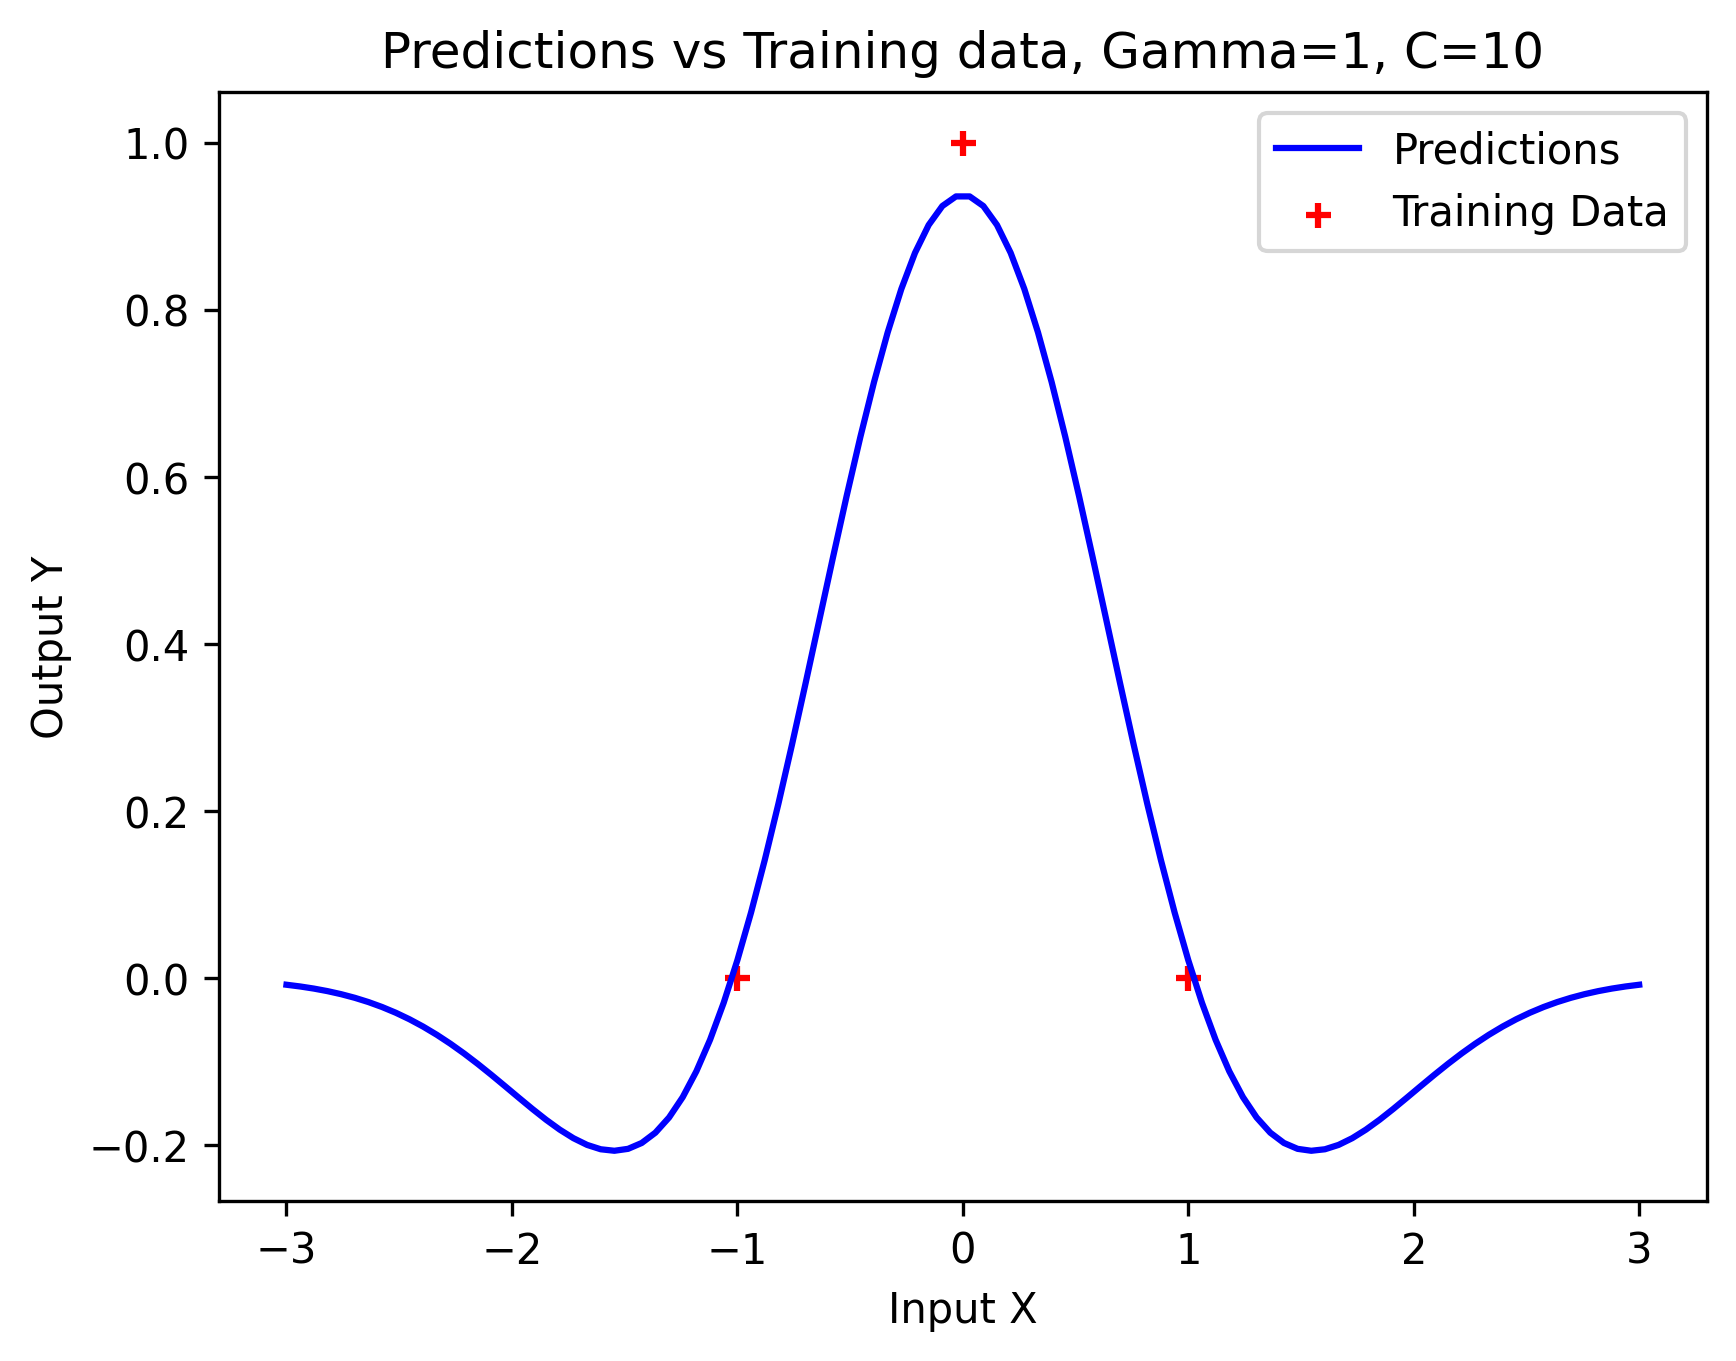 Predictions vs Training data, Gamma=1, C=10
Predictions
Training Data
1.0
0.8
0.6
0.4
0.2
0.0
−0.2
Output Y
−3 −2 −1 0 1 2 3
Input X